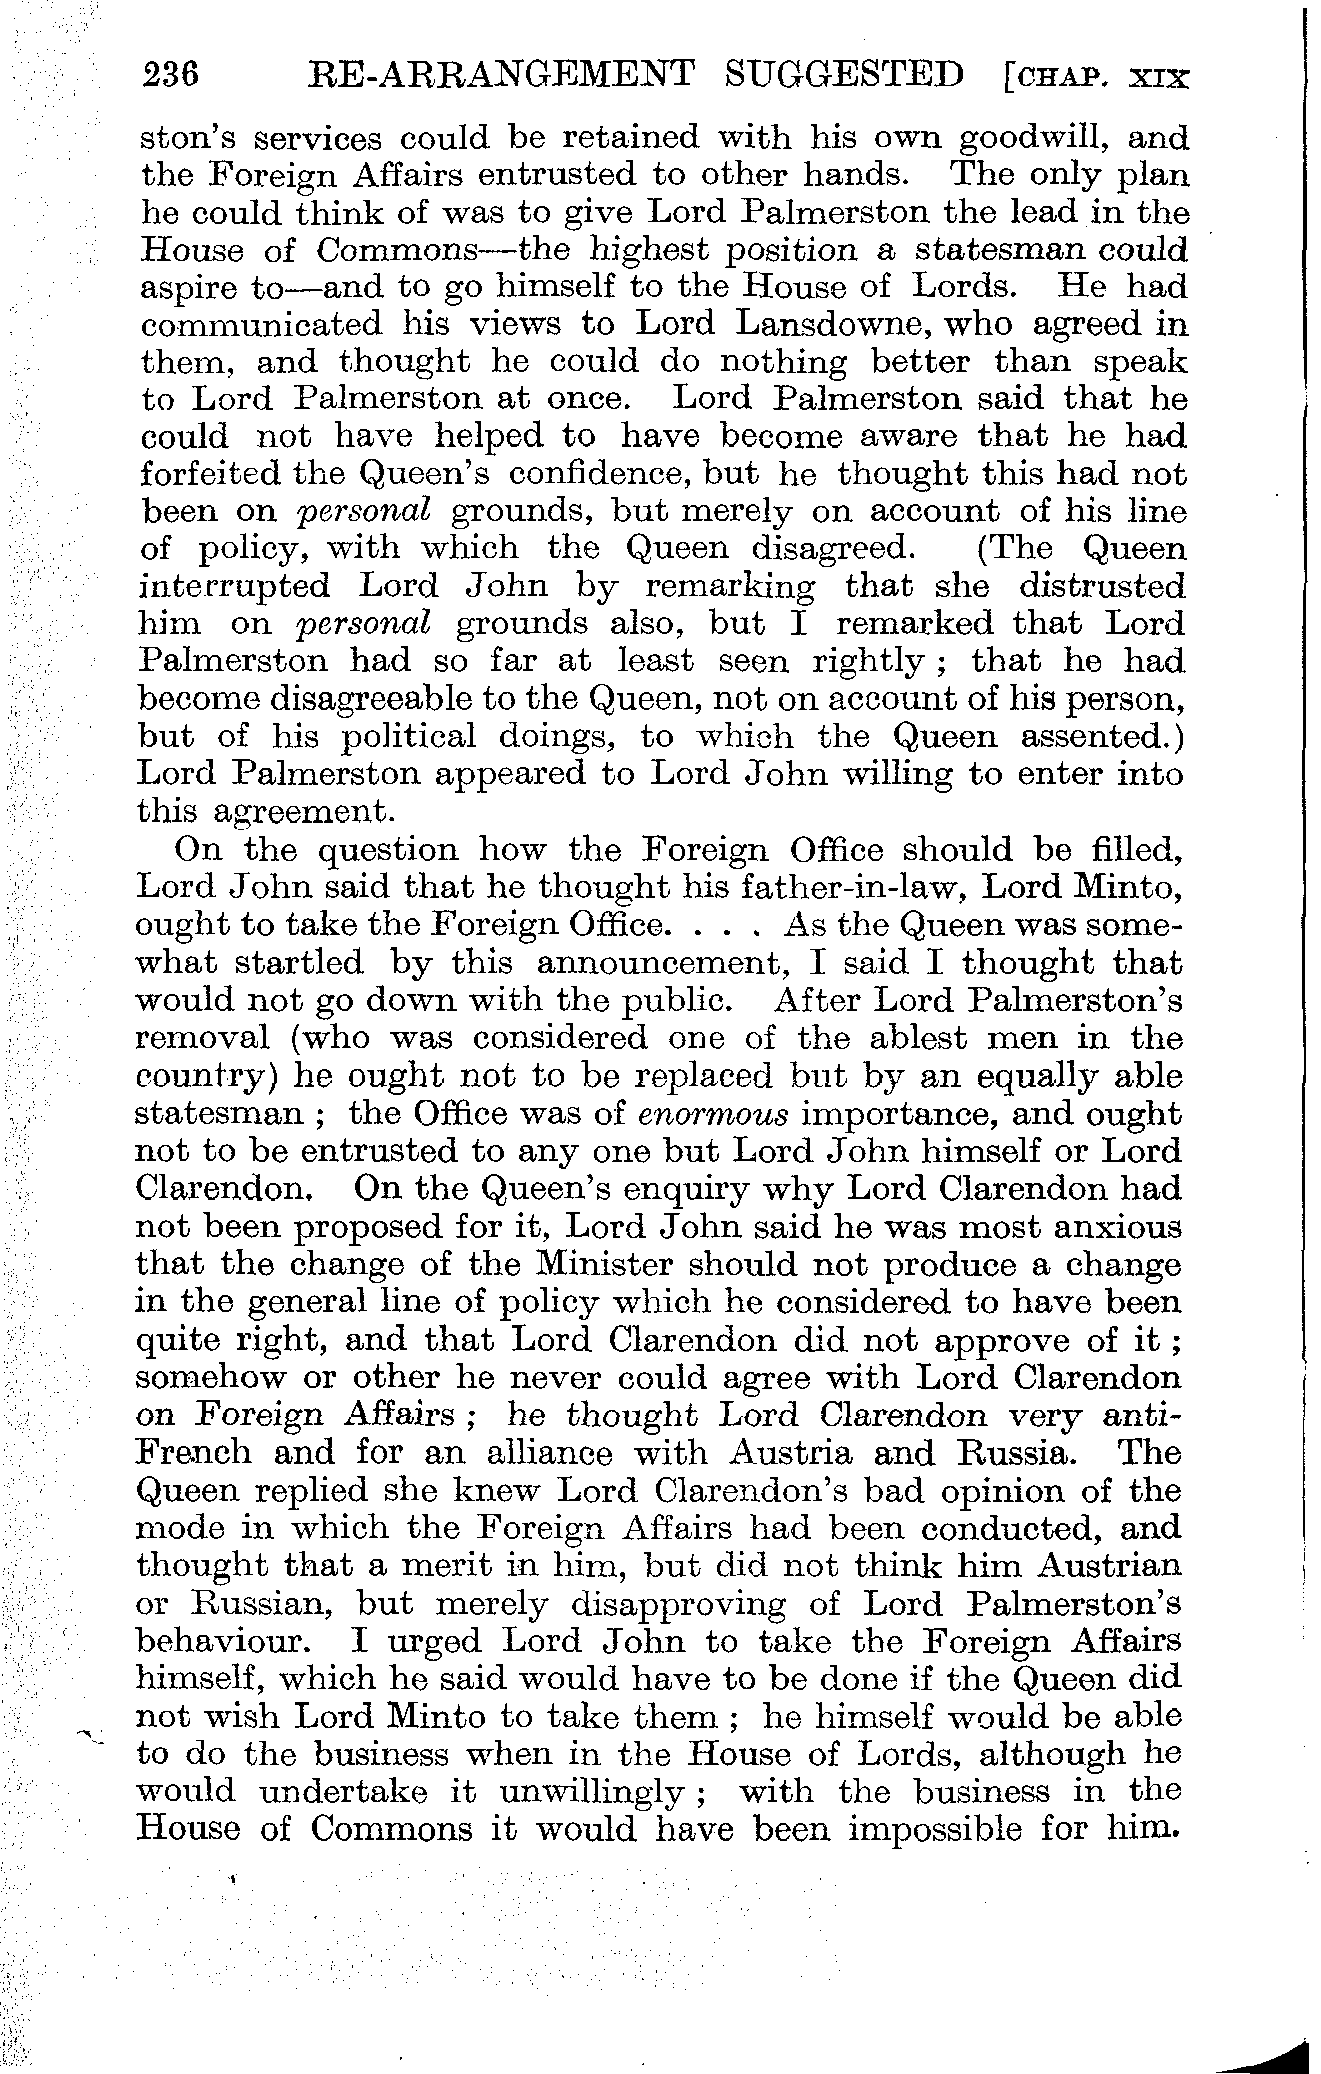 236 RE-ARRANGEMENT SUGGESTED [CHAP. XIX
ston's services could be retained with his own goodwill, and
the Foreign Affairs entrusted to other hands. The only plan
he could think of was to give Lord Palmerston the lead in the
House of Commons—the highest position a statesman could
aspire to—and to go himself to the House of Lords. He had
communicated his views to Lord Lansdowne, who agreed in
them, and thought he could do nothing better than speak
to Lord Palmerston at once. Lord Palmerston said that he
could not have helped to have become aware that he had
forfeited the Queen's confidence, but he thought this had not
been on personal grounds, but merely on account of his line
of policy, with which the Queen disagreed. (The Queen
interrupted Lord John by remarking that she distrusted
him on personal grounds also, but I remarked that Lord
Palmerston had so far at least seen rightly ; that he had
become disagreeable to the Queen, not on account of his person,
but of his political doings, to which the Queen assented.)
Lord Palmerston appeared to Lord John willing to enter into
this agreement.
On the question how the Foreign Office should be filled,
Lord John said that he thought his father-in-law, Lord Minto,
ought to take the Foreign Office. . . . As the Queen was some-
what startled by this announcement, I said I thought that
would not go down with the public. After Lord Palmerston's
removal (who was considered one of the ablest men in the
country) he ought not to be replaced but by an equally able
statesman ; the Office was of enormous importance, and ought
not to be entrusted to any one but Lord John himself or Lord
Clarendon. On the Queen's enquiry why Lord Clarendon had
not been proposed for it, Lord John said he was most anxious
that the change of the Minister should not produce a change
in the general line of policy which he considered to have been
quite right, and that Lord Clarendon did not approve of it ;
somehow or other he never could agree with Lord Clarendon
on Foreign Affairs ; he thought Lord Clarendon very anti-
French and for an alliance with Austria and Russia. The
Queen replied she knew Lord Clarendon's bad opinion of the
mode in which the Foreign Affairs had been conducted, and
thought that a merit in him, but did not think him Austrian
or Russian, but merely disapproving of Lord Palmerston's
behaviour. I urged Lord John to take the Foreign Affairs
himself, which he said would have to be done if the Queen did
not wish Lord Minto to take them ; he himself would be able
to do the business when in the House of Lords, although he
would undertake it unwillingly ; with the business in the
House of Commons it would have been impossible for him.